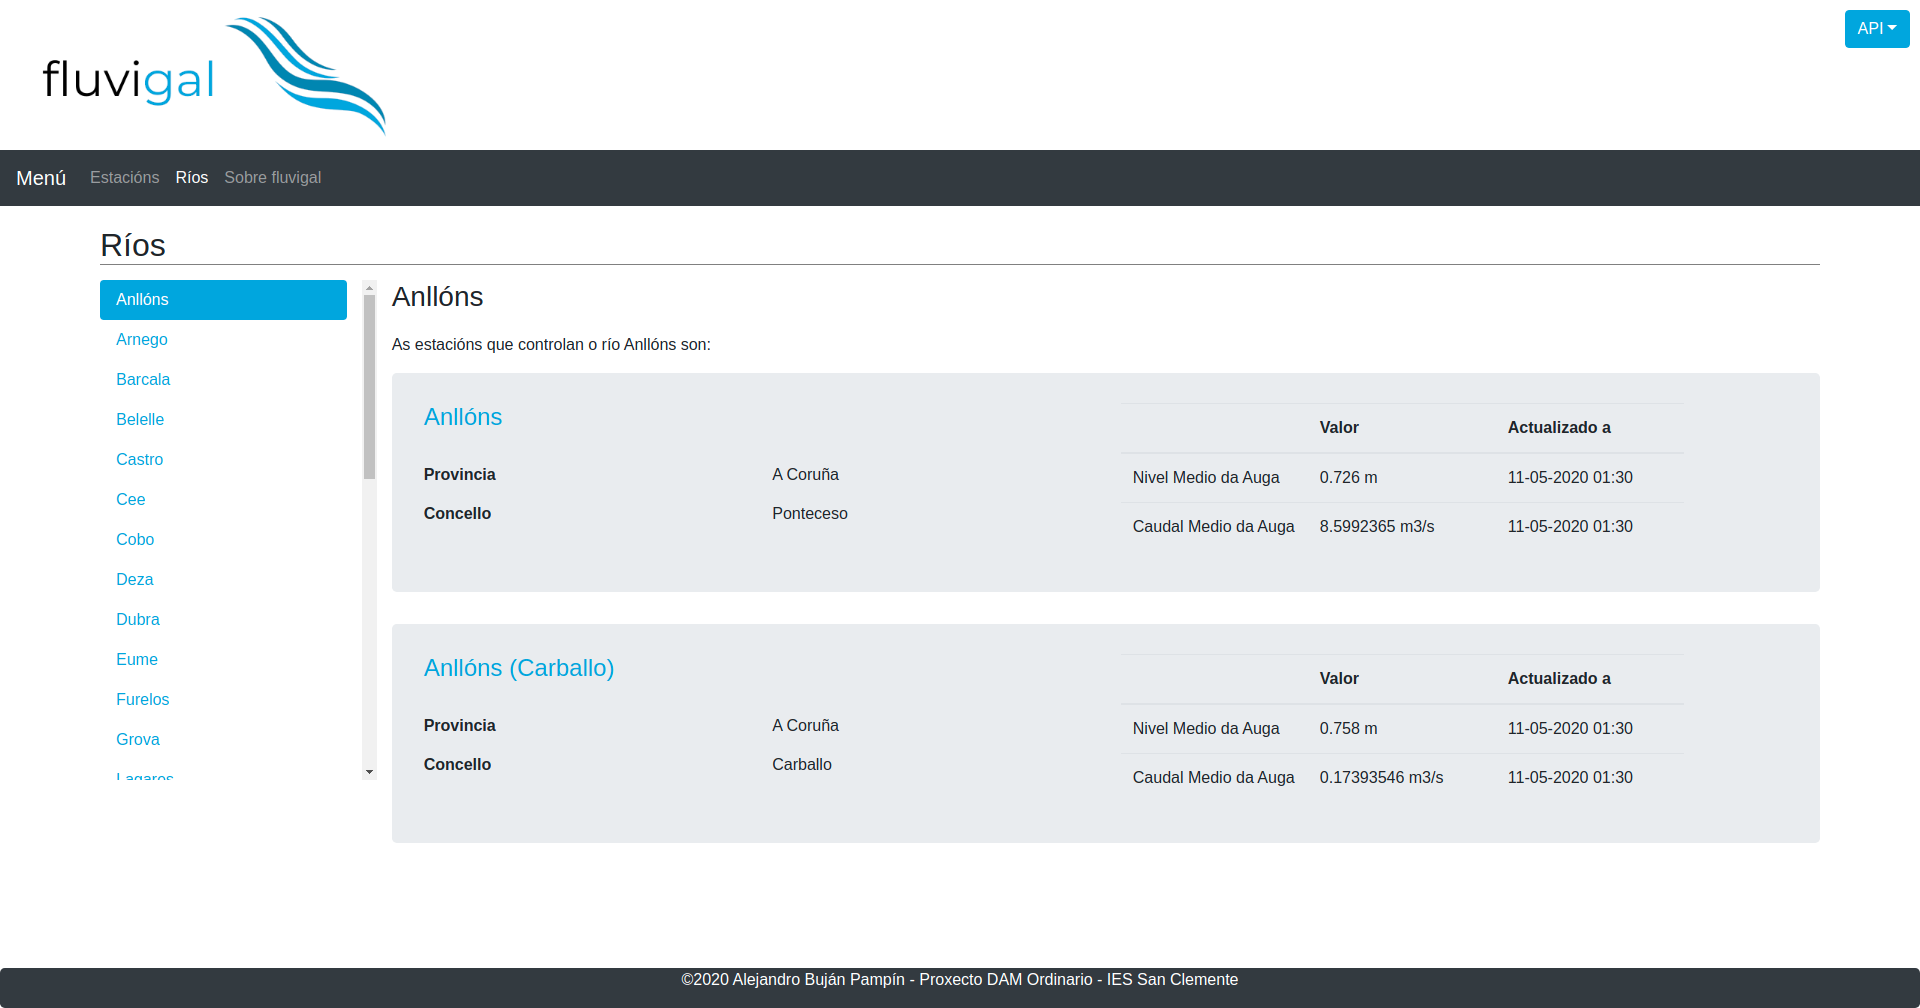 fluvigal
API
Menú Estacións Ríos Sobre fluvigal
Ríos
Anllóns
Arnego
Barcala
Belelle
Castro
Cee
Cobo
Deza
Dubra
Eume
Furelos
Grova
Lagares
Anllóns
As estacións que controlan o río Anllóns son:
Anllóns
Provincia A Coruña
Concello Ponteceso
Valor Actualizado a
Nivel Medio da Auga 0.726 m 11-05-2020 01:30
Caudal Medio da Auga 8.5992365 m3/s 11-05-2020 01:30
Anllóns (Carballo)
Provincia A Coruña
Concello Carballo
Valor Actualizado a
Nivel Medio da Auga 0.758 m 11-05-2020 01:30
Caudal Medio da Auga 0.17393546 m3/s 11-05-2020 01:30
©2020 Alejandro Buján Pampín - Proxecto DAM Ordinario - IES San Clemente